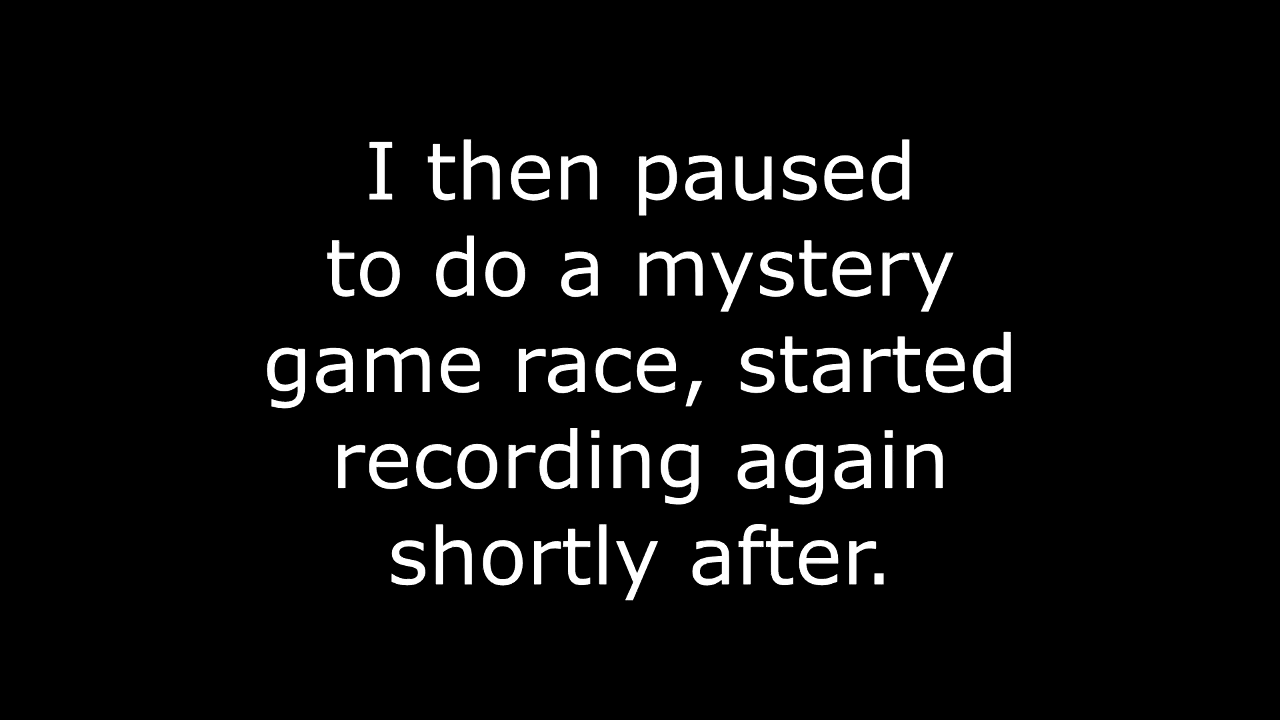 I then paused
to do a mystery
game race, started
recording again
shortly after.